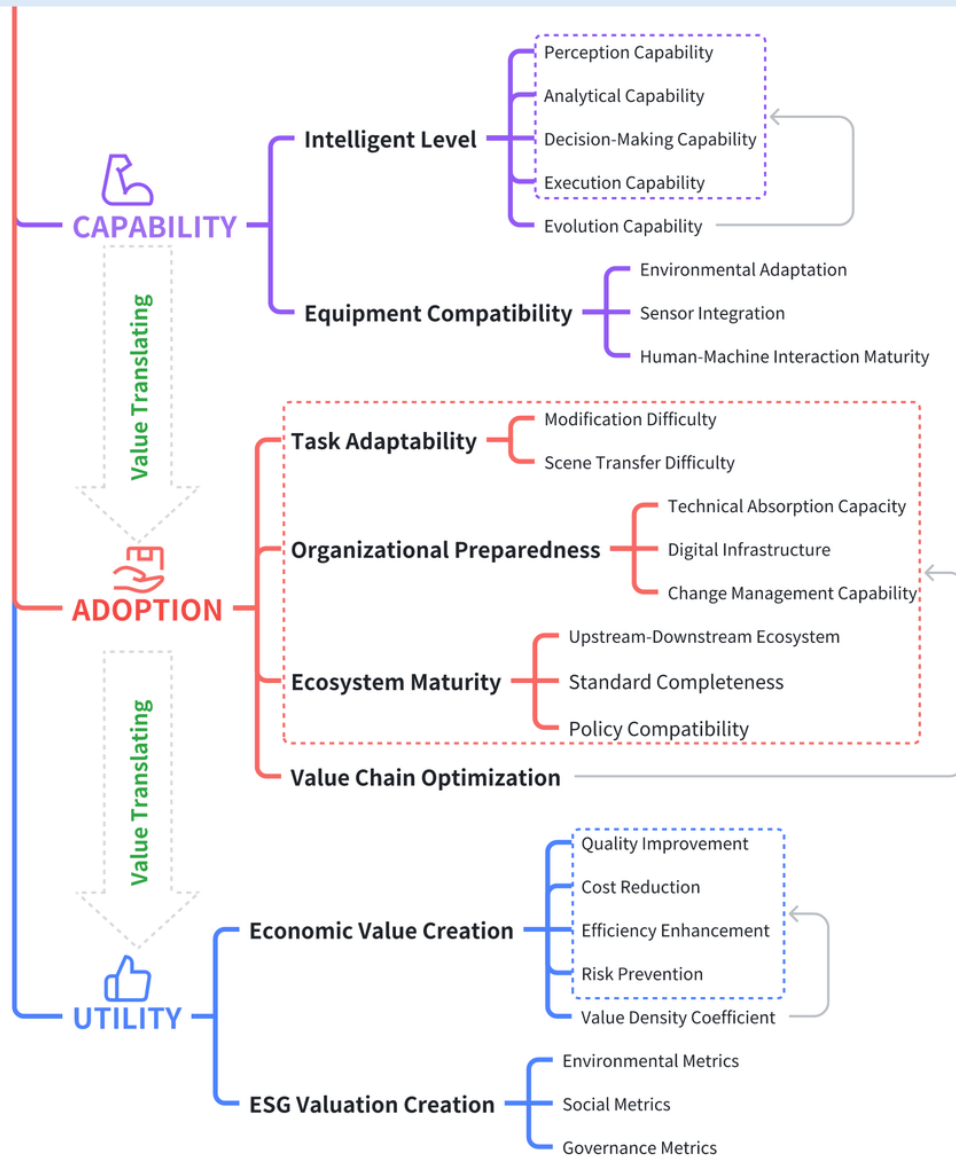 Perception Capability
Analytical Capability
Intelligent Level
Decision-Making Capability
Execution Capability
CAPABILITY
Evolution Capability
Environmental Adaptation
Equipment Compatibility
Sensor Integration
Human-Machine Interaction Maturity
Value Translating
Modification Difficulty
Task Adaptability
Scene Transfer Difficulty
Technical Absorption Capacity
Organizational Preparedness
Digital Infrastructure
Change Management Capability
ADOPTION
Upstream-Downstream Ecosystem
Ecosystem Maturity
Standard Completeness
Policy Compatibility
Value Chain Optimization
Value Translating
Quality Improvement
Cost Reduction
Economic Value Creation
Efficiency Enhancement
Risk Prevention
UTILITY
Value Density Coefficient
Environmental Metrics
ESG Valuation Creation
Social Metrics
Governance Metrics